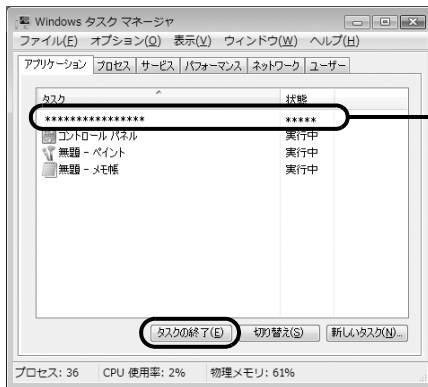 Windows タスク マネージャ
ファイル(F) オプション(O) 表示(V) ウィンドウ(W) ヘルプ(H)
アプリケーション プロセス サービス パフォーマンス ネットワーク ユーザー
タスク 状態
**************** *****
コントロール パネル 実行中
無題 - ペイント 実行中
無題 - メモ帳 実行中
タスクの終了(E) 切り替え(S) 新しいタスク(N)...
プロセス: 36 CPU 使用率: 2% 物理メモリ: 61%